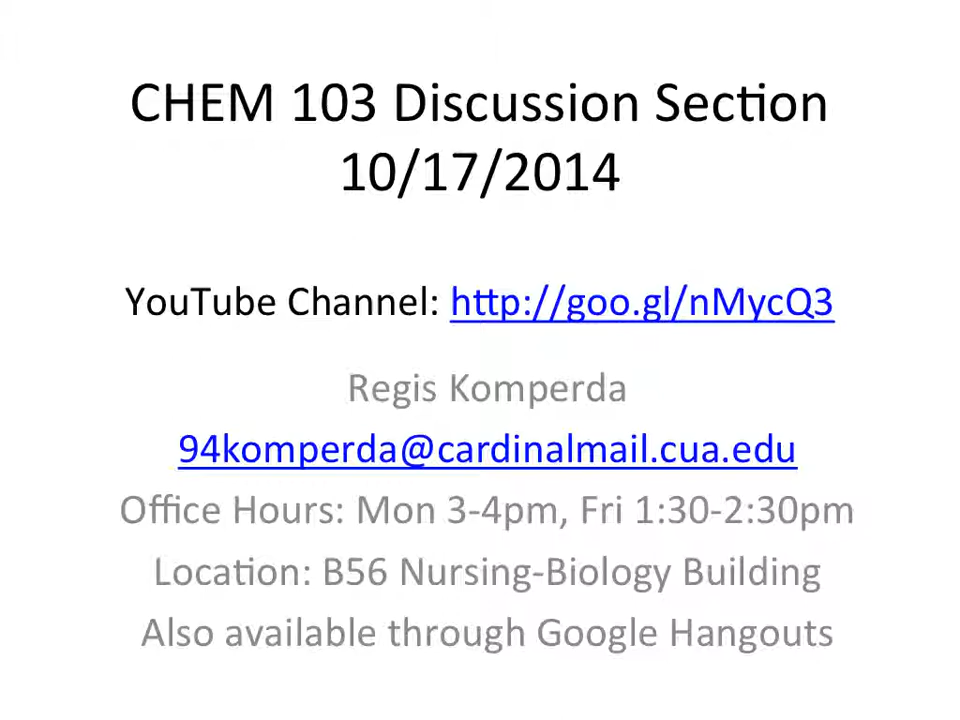 CHEM 103 Discussion Section
10/17/2014
YouTube Channel: http://goo.gl/nMycQ3
Regis Komperda
94komperda@cardinalmail.cua.edu
Office Hours: Mon 3-4pm, Fri 1:30-2:30pm
Location: B56 Nursing-Biology Building
Also available through Google Hangouts